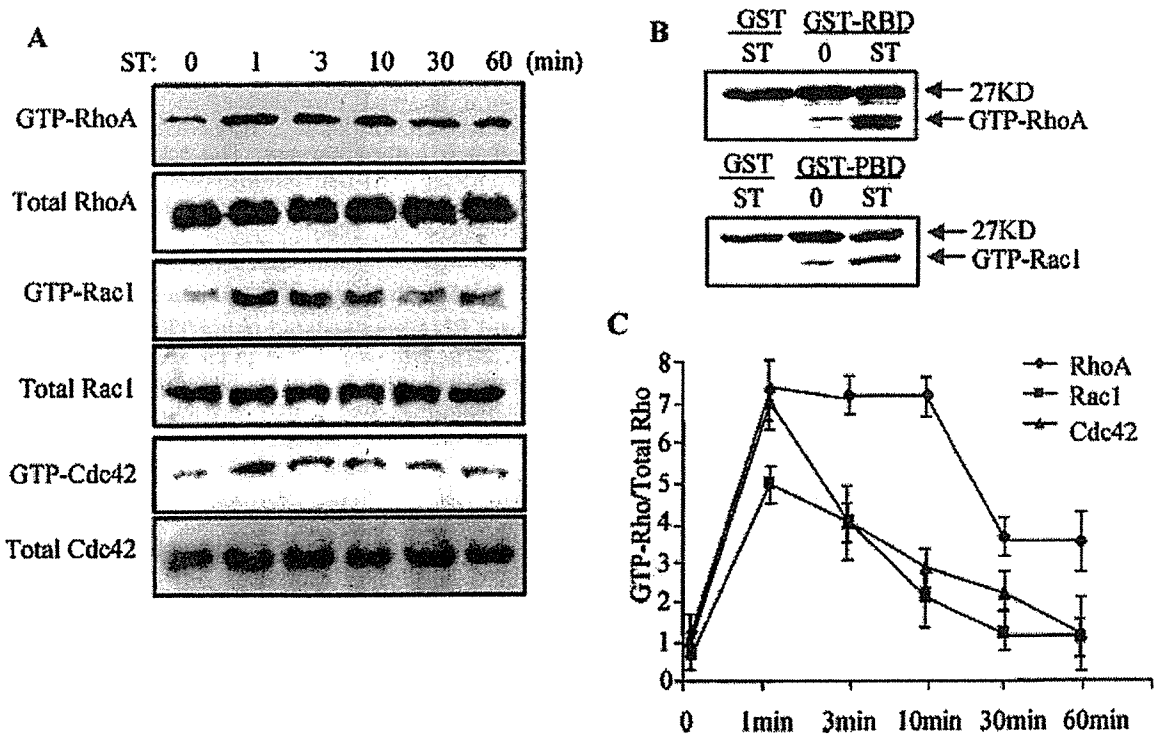 A
ST: 0 1 3 10 30 60 (min)
GTP-RhoA
Total RhoA
GTP-Rac1
Total Rac1
GTP-Cdc42
Total Cdc42
B
GST GST-RBD
ST 0 ST
27KD
GTP-RhoA
GST GST-PBD
ST 0 ST
27KD
GTP-Rac1
C
GTP-Rho/Total Rho
8
7
6
5
4
3
2
1
0
RhoA
Rac1
Cdc42
0 1min 3min 10min 30min 60min